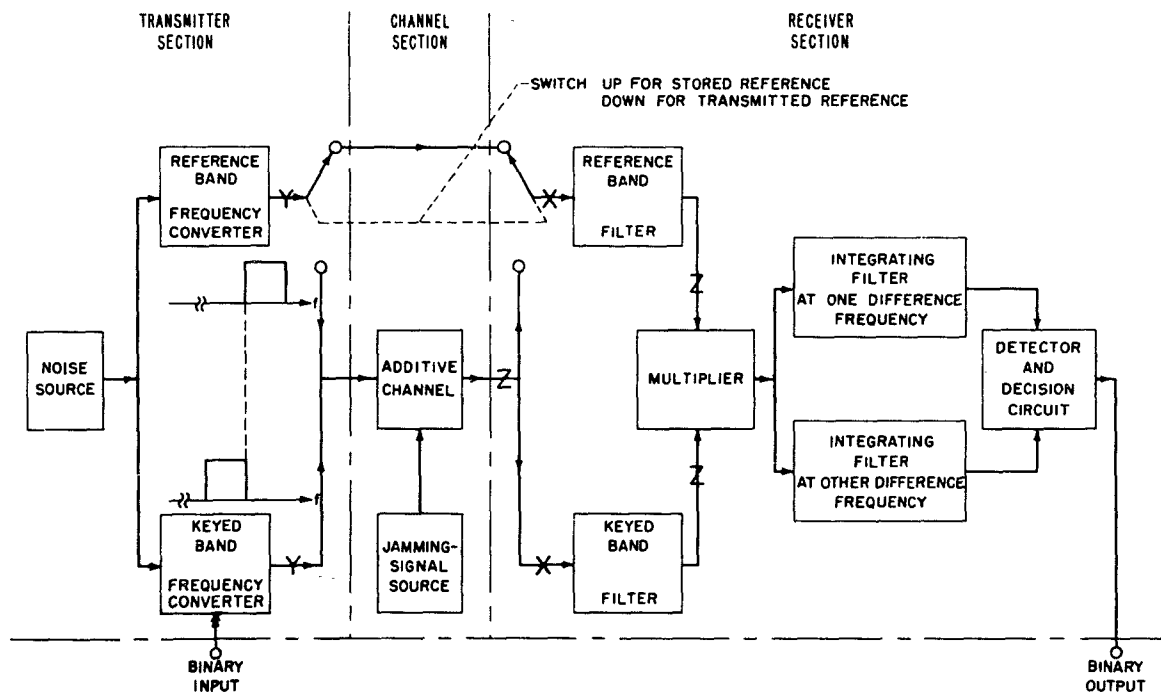 TRANSMITTER
SECTION
CHANNEL
SECTION
RECEIVER
SECTION
SWITCH UP FOR STORED REFERENCE
DOWN FOR TRANSMITTED REFERENCE
REFERENCE
BAND
FREQUENCY
CONVERTER
Y
X
REFERENCE
BAND
FILTER
f
Z
NOISE
SOURCE
ADDITIVE
CHANNEL
Z
MULTIPLIER
INTEGRATING
FILTER
AT ONE DIFFERENCE
FREQUENCY
DETECTOR
AND
DECISION
CIRCUIT
INTEGRATING
FILTER
AT OTHER DIFFERENCE
FREQUENCY
f
Z
KEYED
BAND
FREQUENCY
CONVERTER
Y
JAMMING-
SIGNAL
SOURCE
X
KEYED
BAND
FILTER
BINARY
INPUT
BINARY
OUTPUT